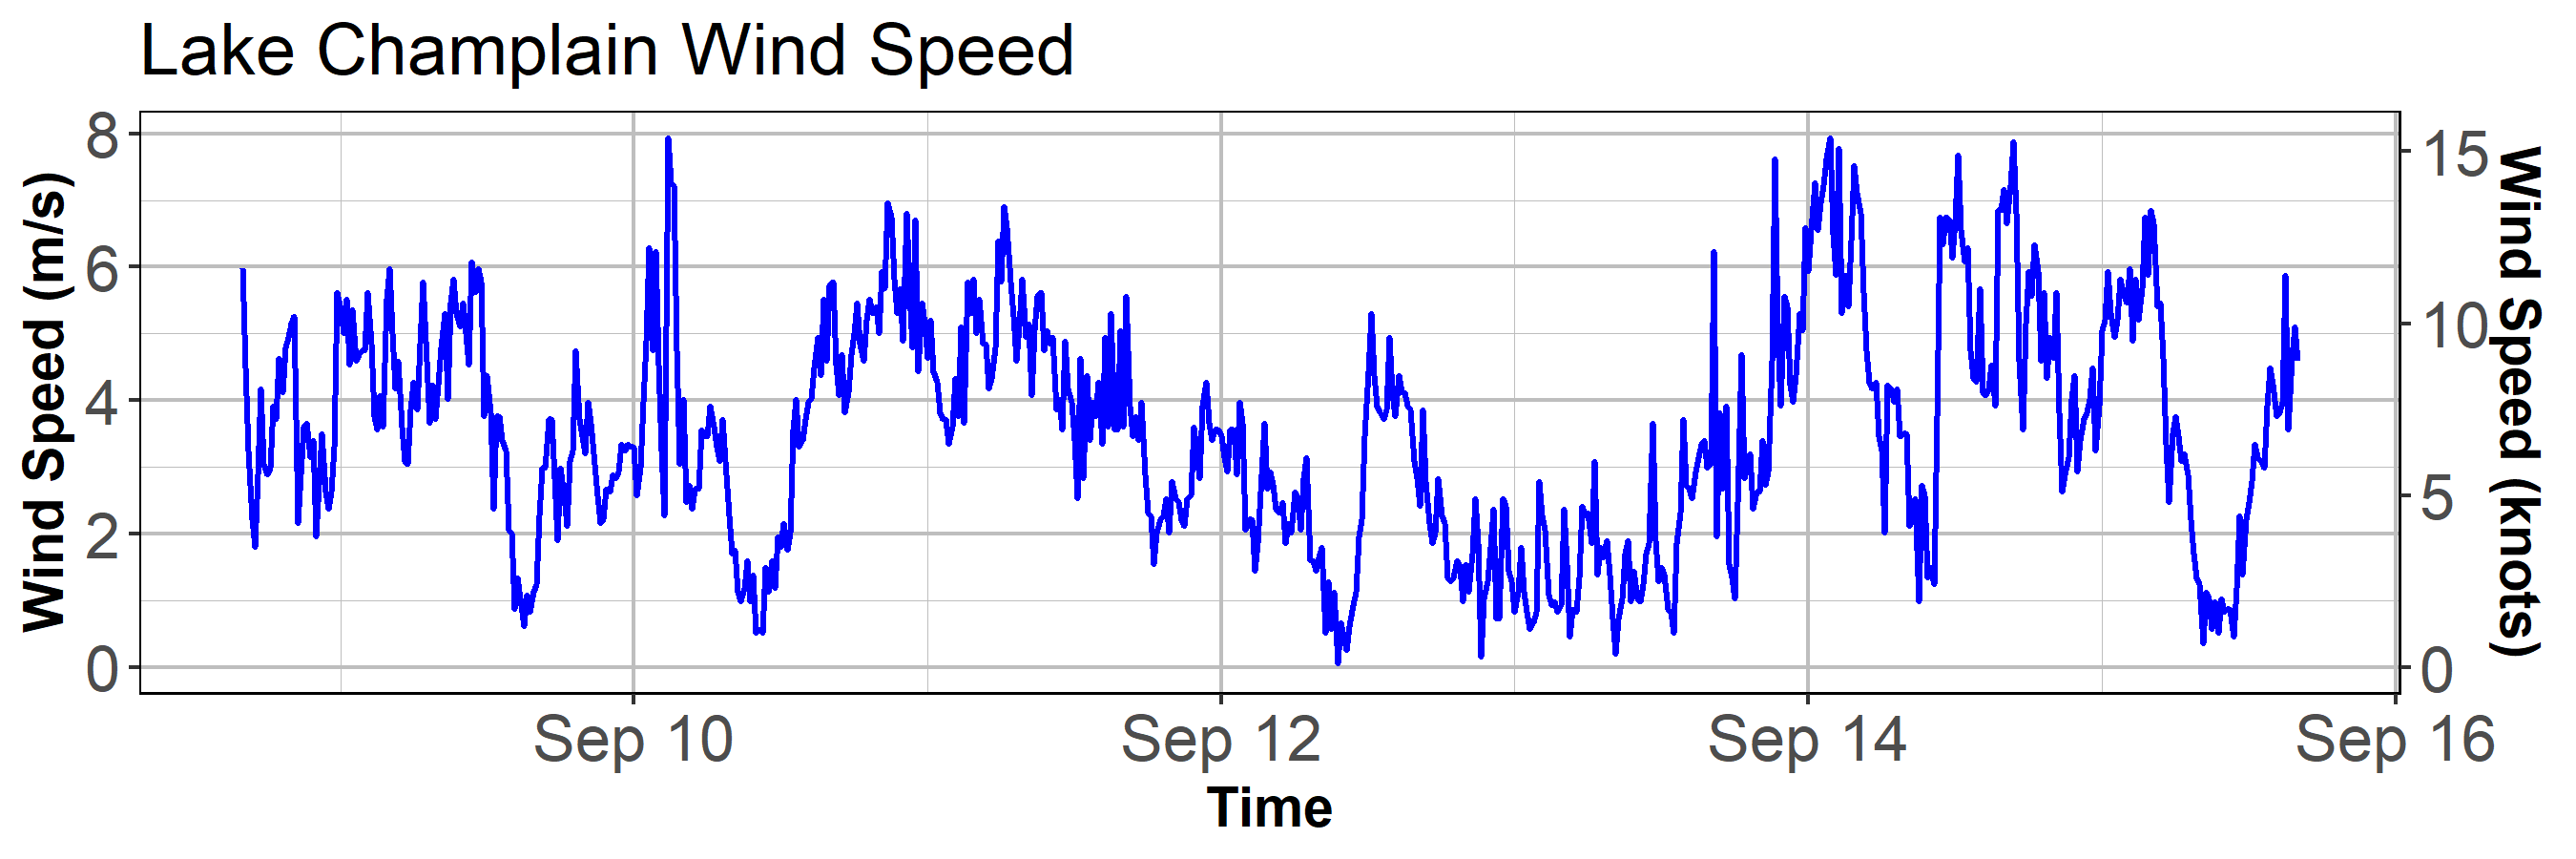 Lake Champlain Wind Speed
Wind Speed (m/s)
8
6
4
2
0
15
10
5
0
Wind Speed (knots)
Sep 10 Sep 12 Sep 14 Sep 16
Time